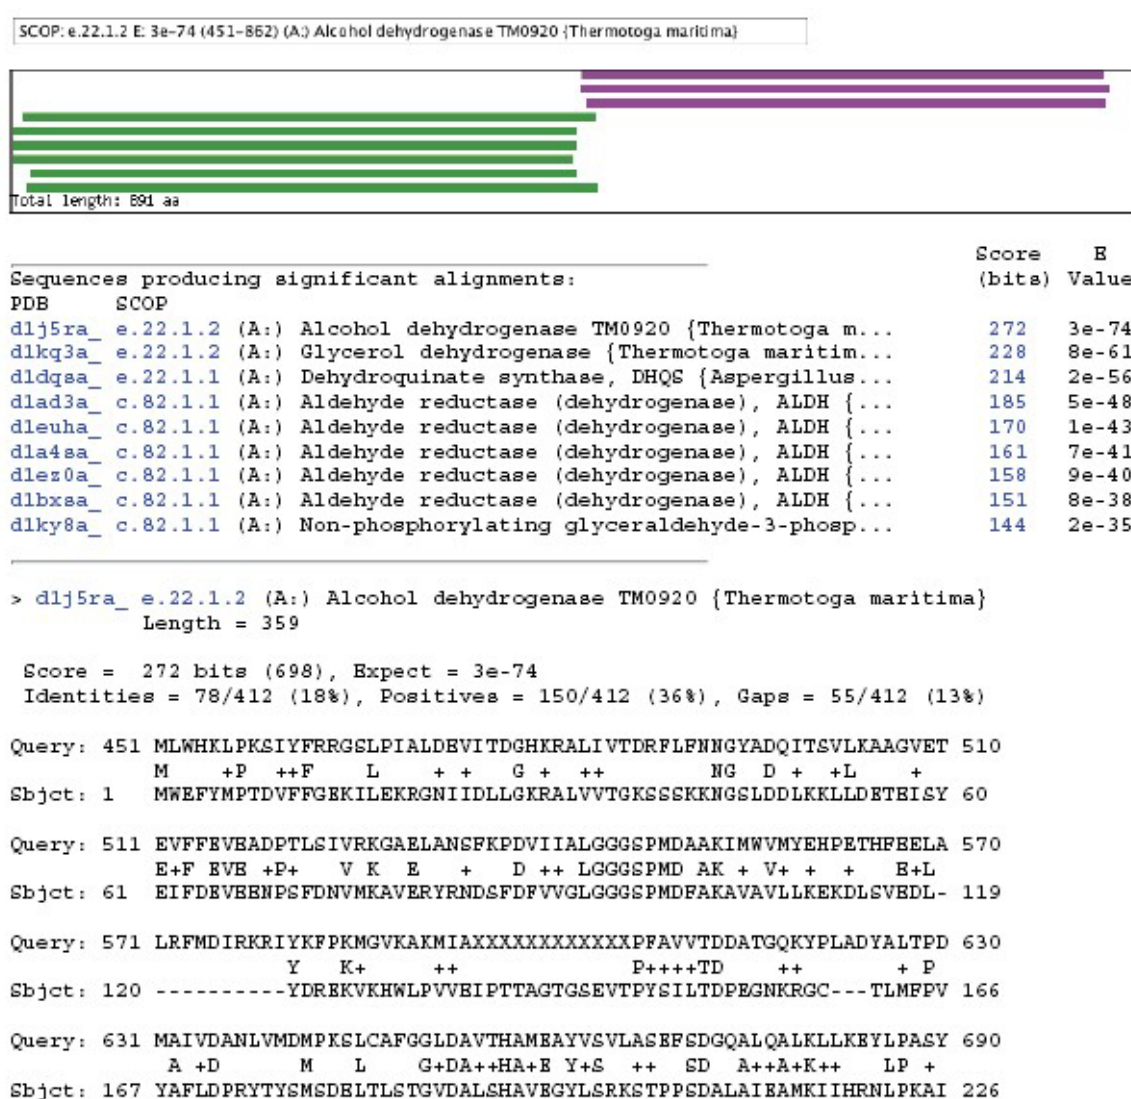 SCOP: e.22.1.2 E: 3e-74 (451-862) (A:) Alcohol dehydrogenase TM0920 {Thermotoga maritima}
Total length: 891 aa
Score E
Sequences producing significant alignments: (bits) Value
PDB SCOP
d1j5ra_ e.22.1.2 (A:) Alcohol dehydrogenase TM0920 {Thermotoga m... 272 3e-74
d1kq3a_ e.22.1.2 (A:) Glycerol dehydrogenase {Thermotoga maritim... 228 8e-61
d1dqsa_ e.22.1.1 (A:) Dehydroquinate synthase, DHQS {Aspergillus... 214 2e-56
d1ad3a_ c.82.1.1 (A:) Aldehyde reductase (dehydrogenase), ALDH {... 185 5e-48
d1euha_ c.82.1.1 (A:) Aldehyde reductase (dehydrogenase), ALDH {... 170 1e-43
d1a4sa_ c.82.1.1 (A:) Aldehyde reductase (dehydrogenase), ALDH {... 161 7e-41
d1ez0a_ c.82.1.1 (A:) Aldehyde reductase (dehydrogenase), ALDH {... 158 9e-40
d1bxsa_ c.82.1.1 (A:) Aldehyde reductase (dehydrogenase), ALDH {... 151 8e-38
d1ky8a_ c.82.1.1 (A:) Non-phosphorylating glyceraldehyde-3-phosp... 144 2e-35
> d1j5ra_ e.22.1.2 (A:) Alcohol dehydrogenase TM0920 {Thermotoga maritima}
Length = 359
Score = 272 bits (698), Expect = 3e-74
Identities = 78/412 (18%), Positives = 150/412 (36%), Gaps = 55/412 (13%)
Query: 451 MLWHKLPKSIYFRRGSLPIALDEVITDGHKRALIVTDRFLFNNGYADQITSVLKAAGVET 510
M +P ++F L + + G + ++ NG D + +L +
Sbjct: 1 MWEFYMPTDVFFGEKILEKRGNIIDLLGKRALVVTGKSSSKKNGSLDDLKKLLDETEISY 60
Query: 511 EVFFEVEADPTLSIVRKGAELANSFKPDVIIALGGGSPMDAAKIMWVMYEHPETHFEELA 570
E+F EVE +P+ V K E + D ++ LGGGSPMD AK + V+ + + E+L
Sbjct: 61 EIFDEVEENPSFDNVMKAVERYRNDSFDFVVGLGGGSPMDFAKAVAVLLKEKDLSVEDL- 119
Query: 571 LRFMDIRKRIYKFPKMGVKAKMIAXXXXXXXXXXXXPFAVVTDDATGQKYPLADYALTPD 630
Y K+ ++ P++++TD ++ + P
Sbjct: 120 ----------YDREKVKHWLPVVEIPTTAGTGSEVTPYSILTDPEGNKRGC---TLMFPV 166
Query: 631 MAIVDANLVMDMPKSLCAFGGLDAVTHAMEAYVSVLASEFSDGQALQALKLLKEYLPASY 690
A +D M L G+DA++HA+E Y+S ++ SD A++A+K++ LP +
Sbjct: 167 YAFLDPRYTYSMSDELTLSTGVDALSHAVEGYLSRKSTPPSDALAIEAMKIIHRNLPKAI 226